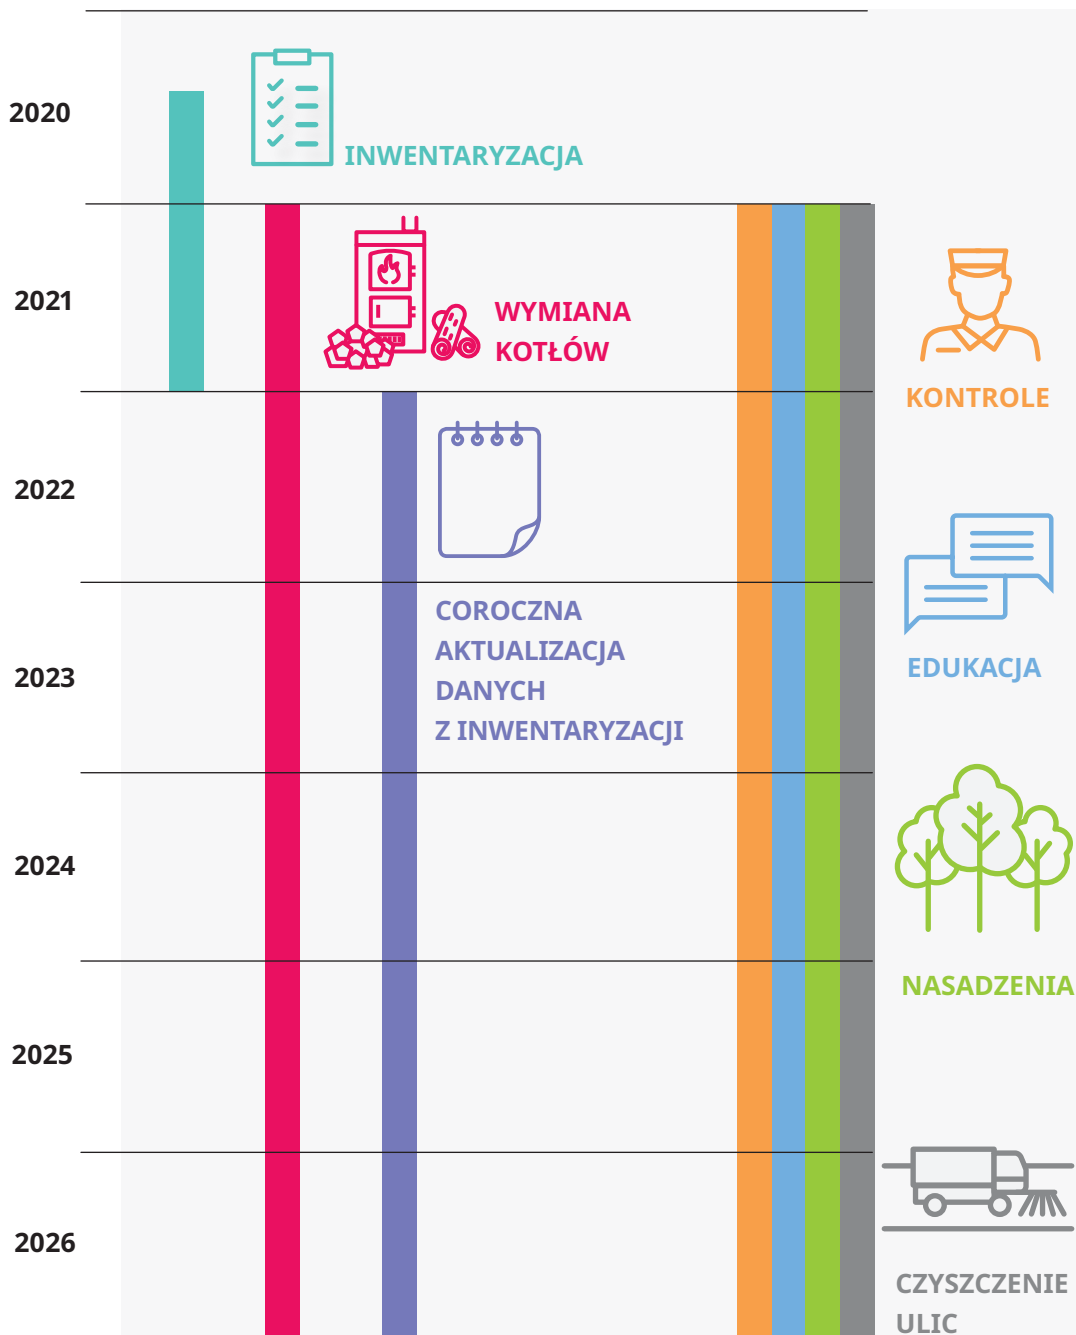 2020
INWENTARYZACJA
2021
WYMIANA
KOTŁÓW
KONTROLE
2022
EDUKACJA
2023
COROCZNA
AKTUALIZACJA
DANYCH
Z INWENTARYZACJI
2024
NASADZENIA
2025
2026
CZYSZCZENIE
ULIC